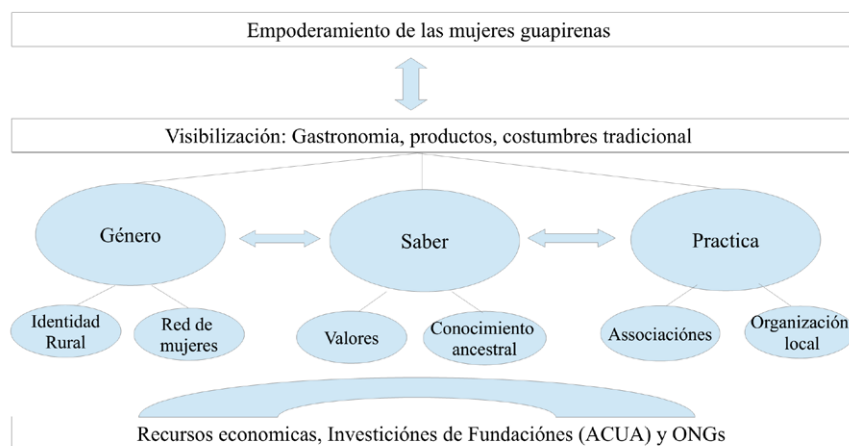 Empoderamiento de las mujeres guapirenas
Visibilización: Gastronomia, productos, costumbres tradicional
Género
Saber
Practica
Identidad
Rural
Red de
mujeres
Valores
Conocimiento
ancestral
Associaciónes
Organización
local
Recursos economicas, Investiciónes de Fundaciónes (ACUA) y ONGs